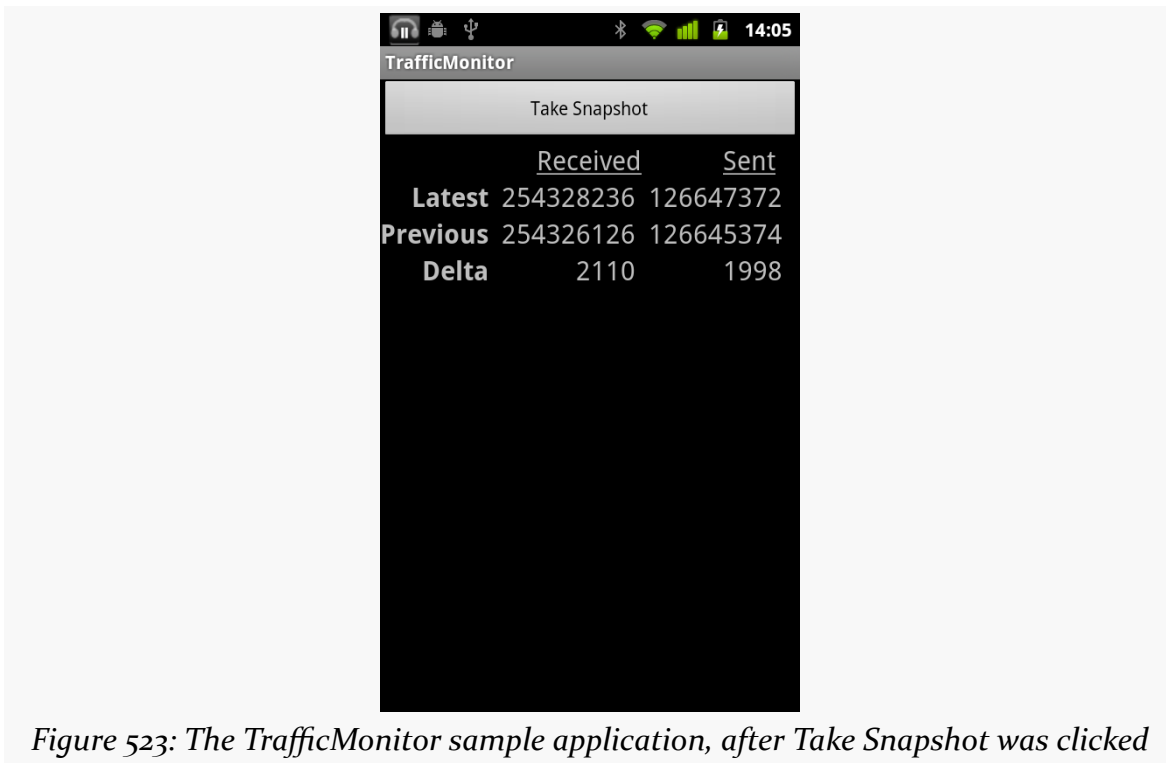 14:05
TrafficMonitor
Take Snapshot
Received Sent
Latest 254328236 126647372
Previous 254326126 126645374
Delta 2110 1998
Figure 523: The TrafficMonitor sample application, after Take Snapshot was clicked